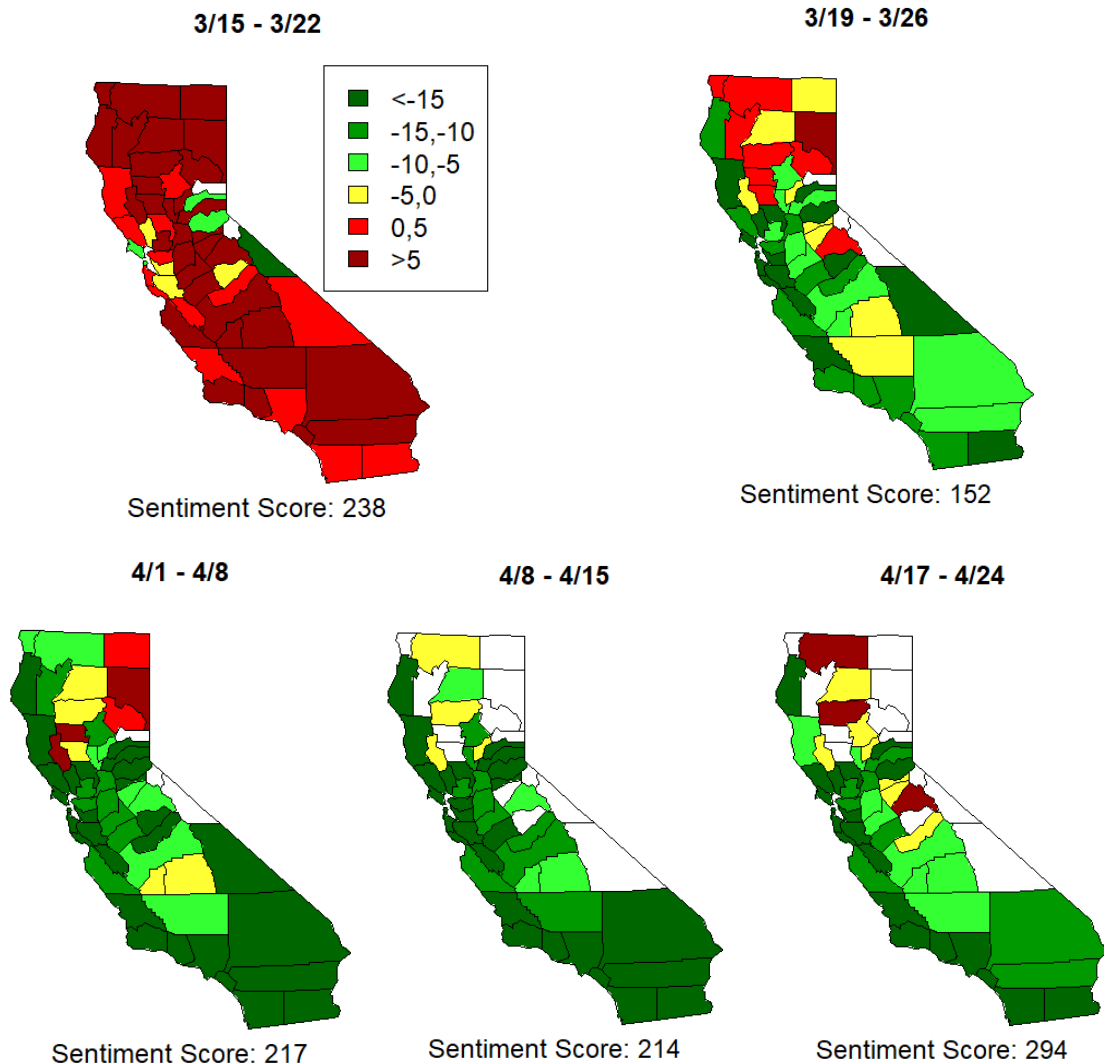 3/15 - 3/22
3/19 - 3/26
<-15
-15,-10
-10,-5
-5,0
0,5
>5
Sentiment Score: 238
Sentiment Score: 152
4/1 - 4/8
4/8 - 4/15
4/17 - 4/24
Sentiment Score: 217
Sentiment Score: 214
Sentiment Score: 294